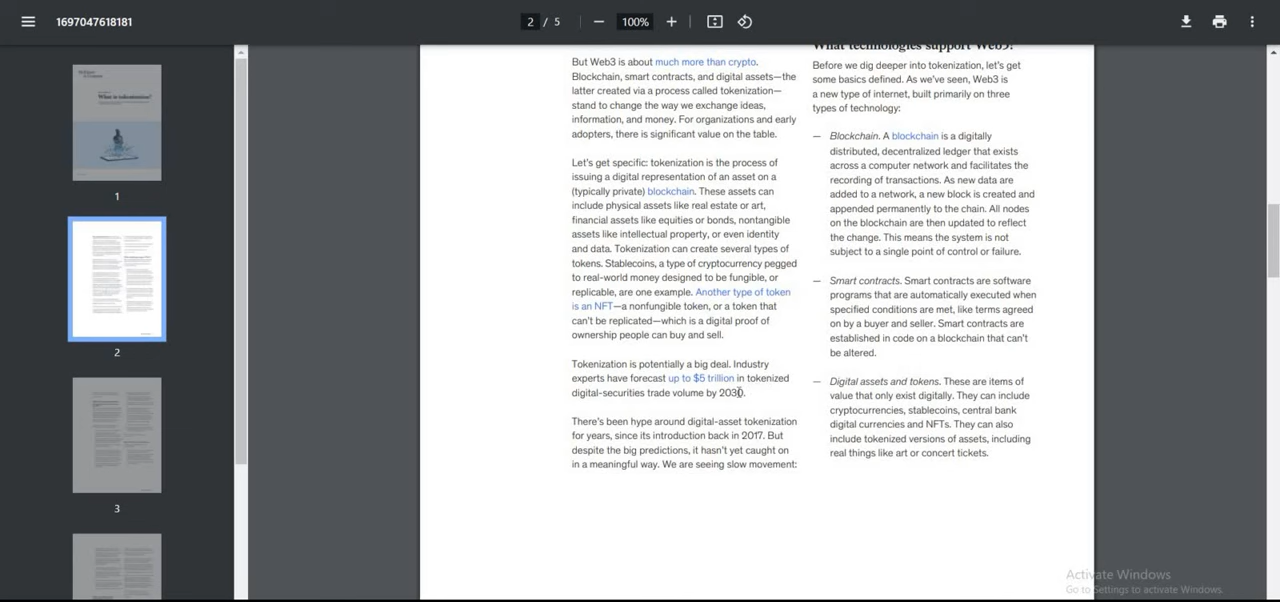 1697047618181
2 / 5
100%
1
2
3
But Web3 is about much more than crypto.
Blockchain, smart contracts, and digital assets—the
latter created via a process called tokenization—
stand to change the way we exchange ideas,
information, and money. For organizations and early
adopters, there is significant value on the table.
Let's get specific: tokenization is the process of
issuing a digital representation of an asset on a
(typically private) blockchain. These assets can
include physical assets like real estate or art,
financial assets like equities or bonds, nontangible
assets like intellectual property, or even identity
and data. Tokenization can create several types of
tokens. Stablecoins, a type of cryptocurrency pegged
to real-world money designed to be fungible, or
replicable, are one example. Another type of token
is an NFT—a nonfungible token, or a token that
can't be replicated—which is a digital proof of
ownership people can buy and sell.
Tokenization is potentially a big deal. Industry
experts have forecast up to $5 trillion in tokenized
digital-securities trade volume by 2030.
There's been hype around digital-asset tokenization
for years, since its introduction back in 2017. But
despite the big predictions, it hasn't yet caught on
in a meaningful way. We are seeing slow movement:
What technologies support Web3?
Before we dig deeper into tokenization, let's get
some basics defined. As we've seen, Web3 is
a new type of internet, built primarily on three
types of technology:
— Blockchain. A blockchain is a digitally
distributed, decentralized ledger that exists
across a computer network and facilitates the
recording of transactions. As new data are
added to a network, a new block is created and
appended permanently to the chain. All nodes
on the blockchain are then updated to reflect
the change. This means the system is not
subject to a single point of control or failure.
— Smart contracts. Smart contracts are software
programs that are automatically executed when
specified conditions are met, like terms agreed
on by a buyer and seller. Smart contracts are
established in code on a blockchain that can't
be altered.
— Digital assets and tokens. These are items of
value that only exist digitally. They can include
cryptocurrencies, stablecoins, central bank
digital currencies and NFTs. They can also
include tokenized versions of assets, including
real things like art or concert tickets.
Activate Windows
Go to Settings to activate Windows.